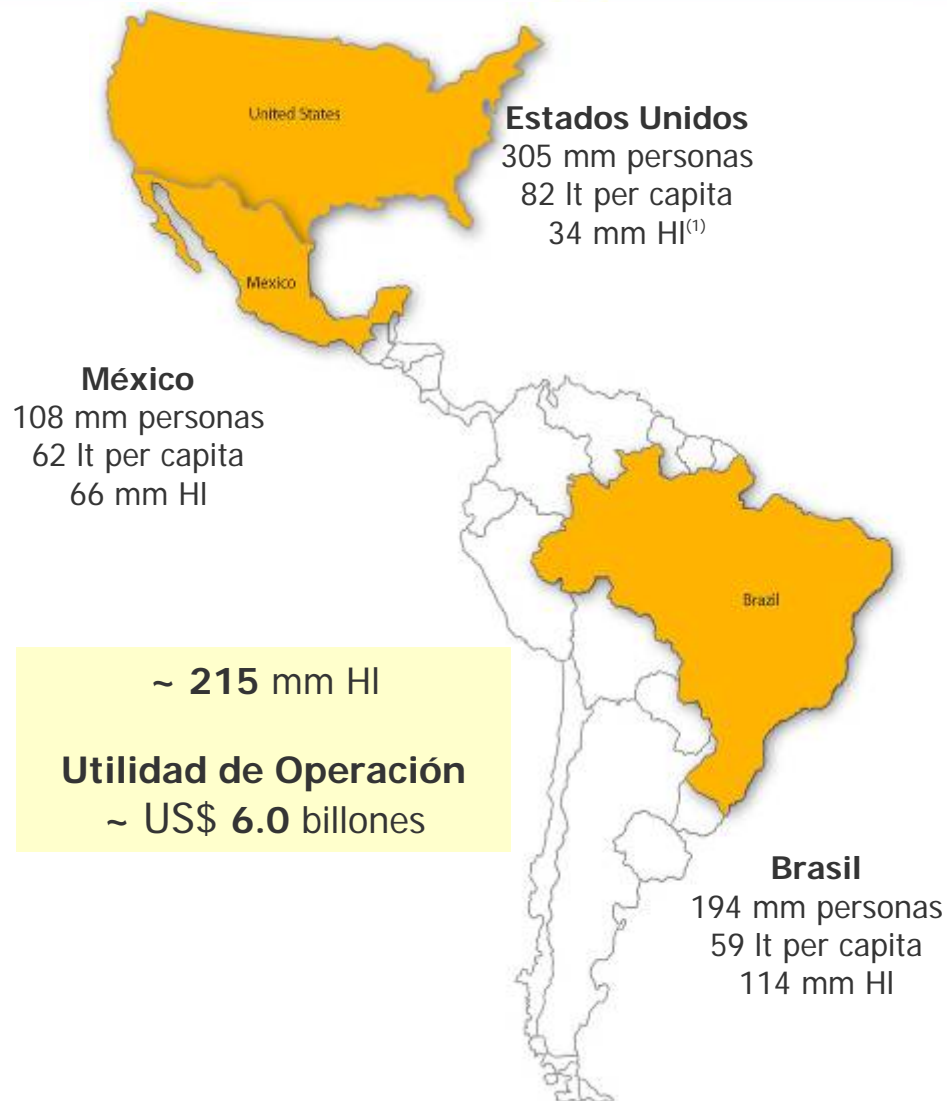 United States
Estados Unidos
305 mm personas
82 lt per capita
34 mm Hl(1)
Mexico
México
108 mm personas
62 lt per capita
66 mm Hl
Brazil
~ 215 mm Hl
Utilidad de Operación
~ US$ 6.0 billones
Brasil
194 mm personas
59 lt per capita
114 mm Hl